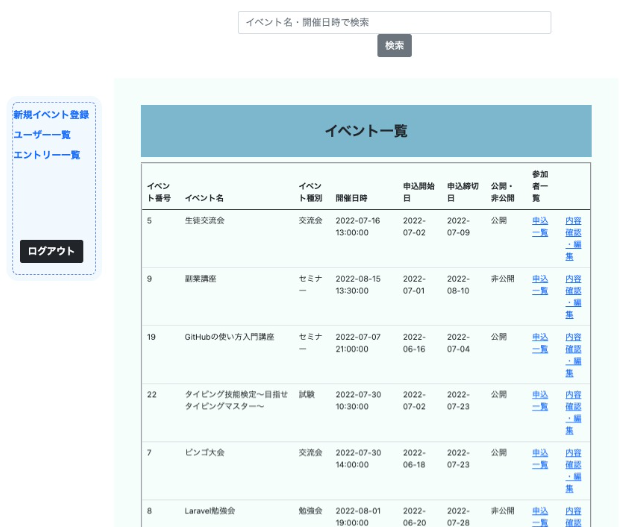 イベント名・開催日時で検索
検索
新規イベント登録
ユーザー一覧
エントリー一覧
ログアウト
イベント一覧
イベン
ト番号
イベント名
イベン
ト種別
開催日時
申込開始
日
申込締切
日
公開・
非公開
参加
者一
覧
5
生徒交流会
交流会
2022-07-16
13:00:00
2022-
07-02
2022-
07-09
公開
申込
一覧
内容
確認
・編
集
9
副業講座
セミナ
ー
2022-08-15
13:30:00
2022-
07-01
2022-
08-10
非公開
申込
一覧
内容
確認
・編
集
19
GitHubの使い方入門講座
セミナ
ー
2022-07-07
21:00:00
2022-
06-16
2022-
07-04
公開
申込
一覧
内容
確認
・編
集
22
タイピング技能検定〜目指せ
タイピングマスター〜
試験
2022-07-30
10:30:00
2022-
07-02
2022-
07-23
公開
申込
一覧
内容
確認
・編
集
7
ビンゴ大会
交流会
2022-07-30
14:00:00
2022-
06-18
2022-
07-23
公開
申込
一覧
内容
確認
・編
集
8
Laravel勉強会
勉強会
2022-08-01
19:00:00
2022-
06-20
2022-
07-28
非公開
申込
一覧
内容
確認